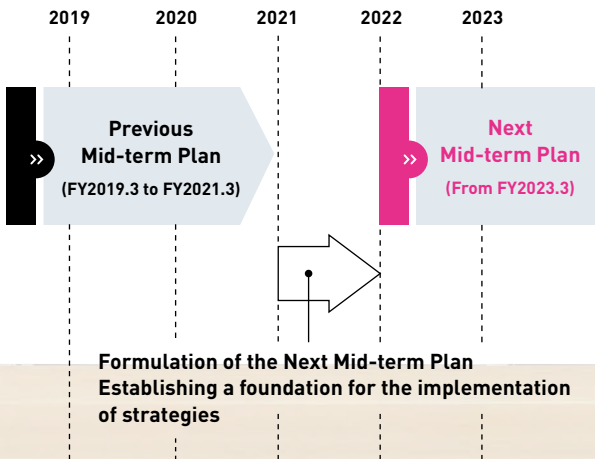 2019 2020 2021 2022 2023
Previous
Mid-term Plan
(FY2019.3 to FY2021.3)
Next
Mid-term Plan
(From FY2023.3)
Formulation of the Next Mid-term Plan
Establishing a foundation for the implementation
of strategies